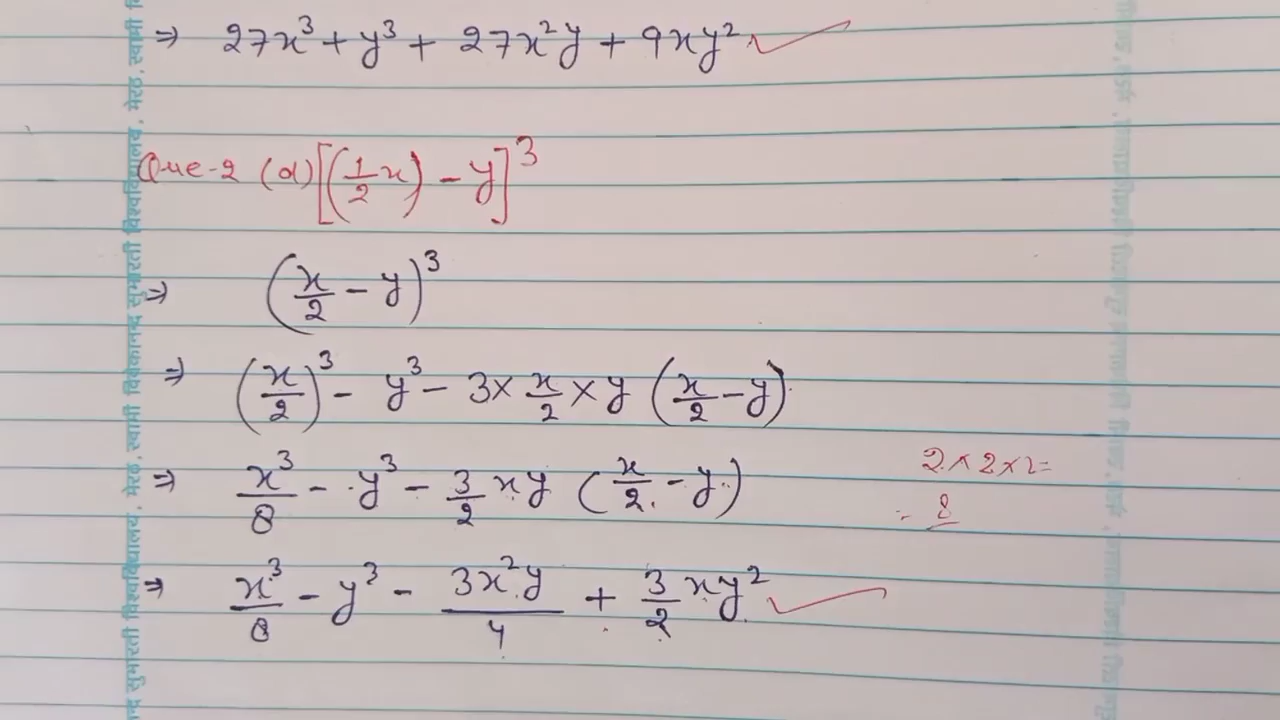 ⇒ 27x³ + y³ + 27x²y + 9xy²
Que-2 (d) [(1/2 x) - y]³
⇒ (x/2 - y)³
⇒ (x/2)³ - y³ - 3 × x/2 × y (x/2 - y)
⇒ x³/8 - y³ - 3/2 xy (x/2 - y)
2 × 2 × 2 =
= 8
⇒ x³/8 - y³ - 3x²y/4 + 3/2 xy²